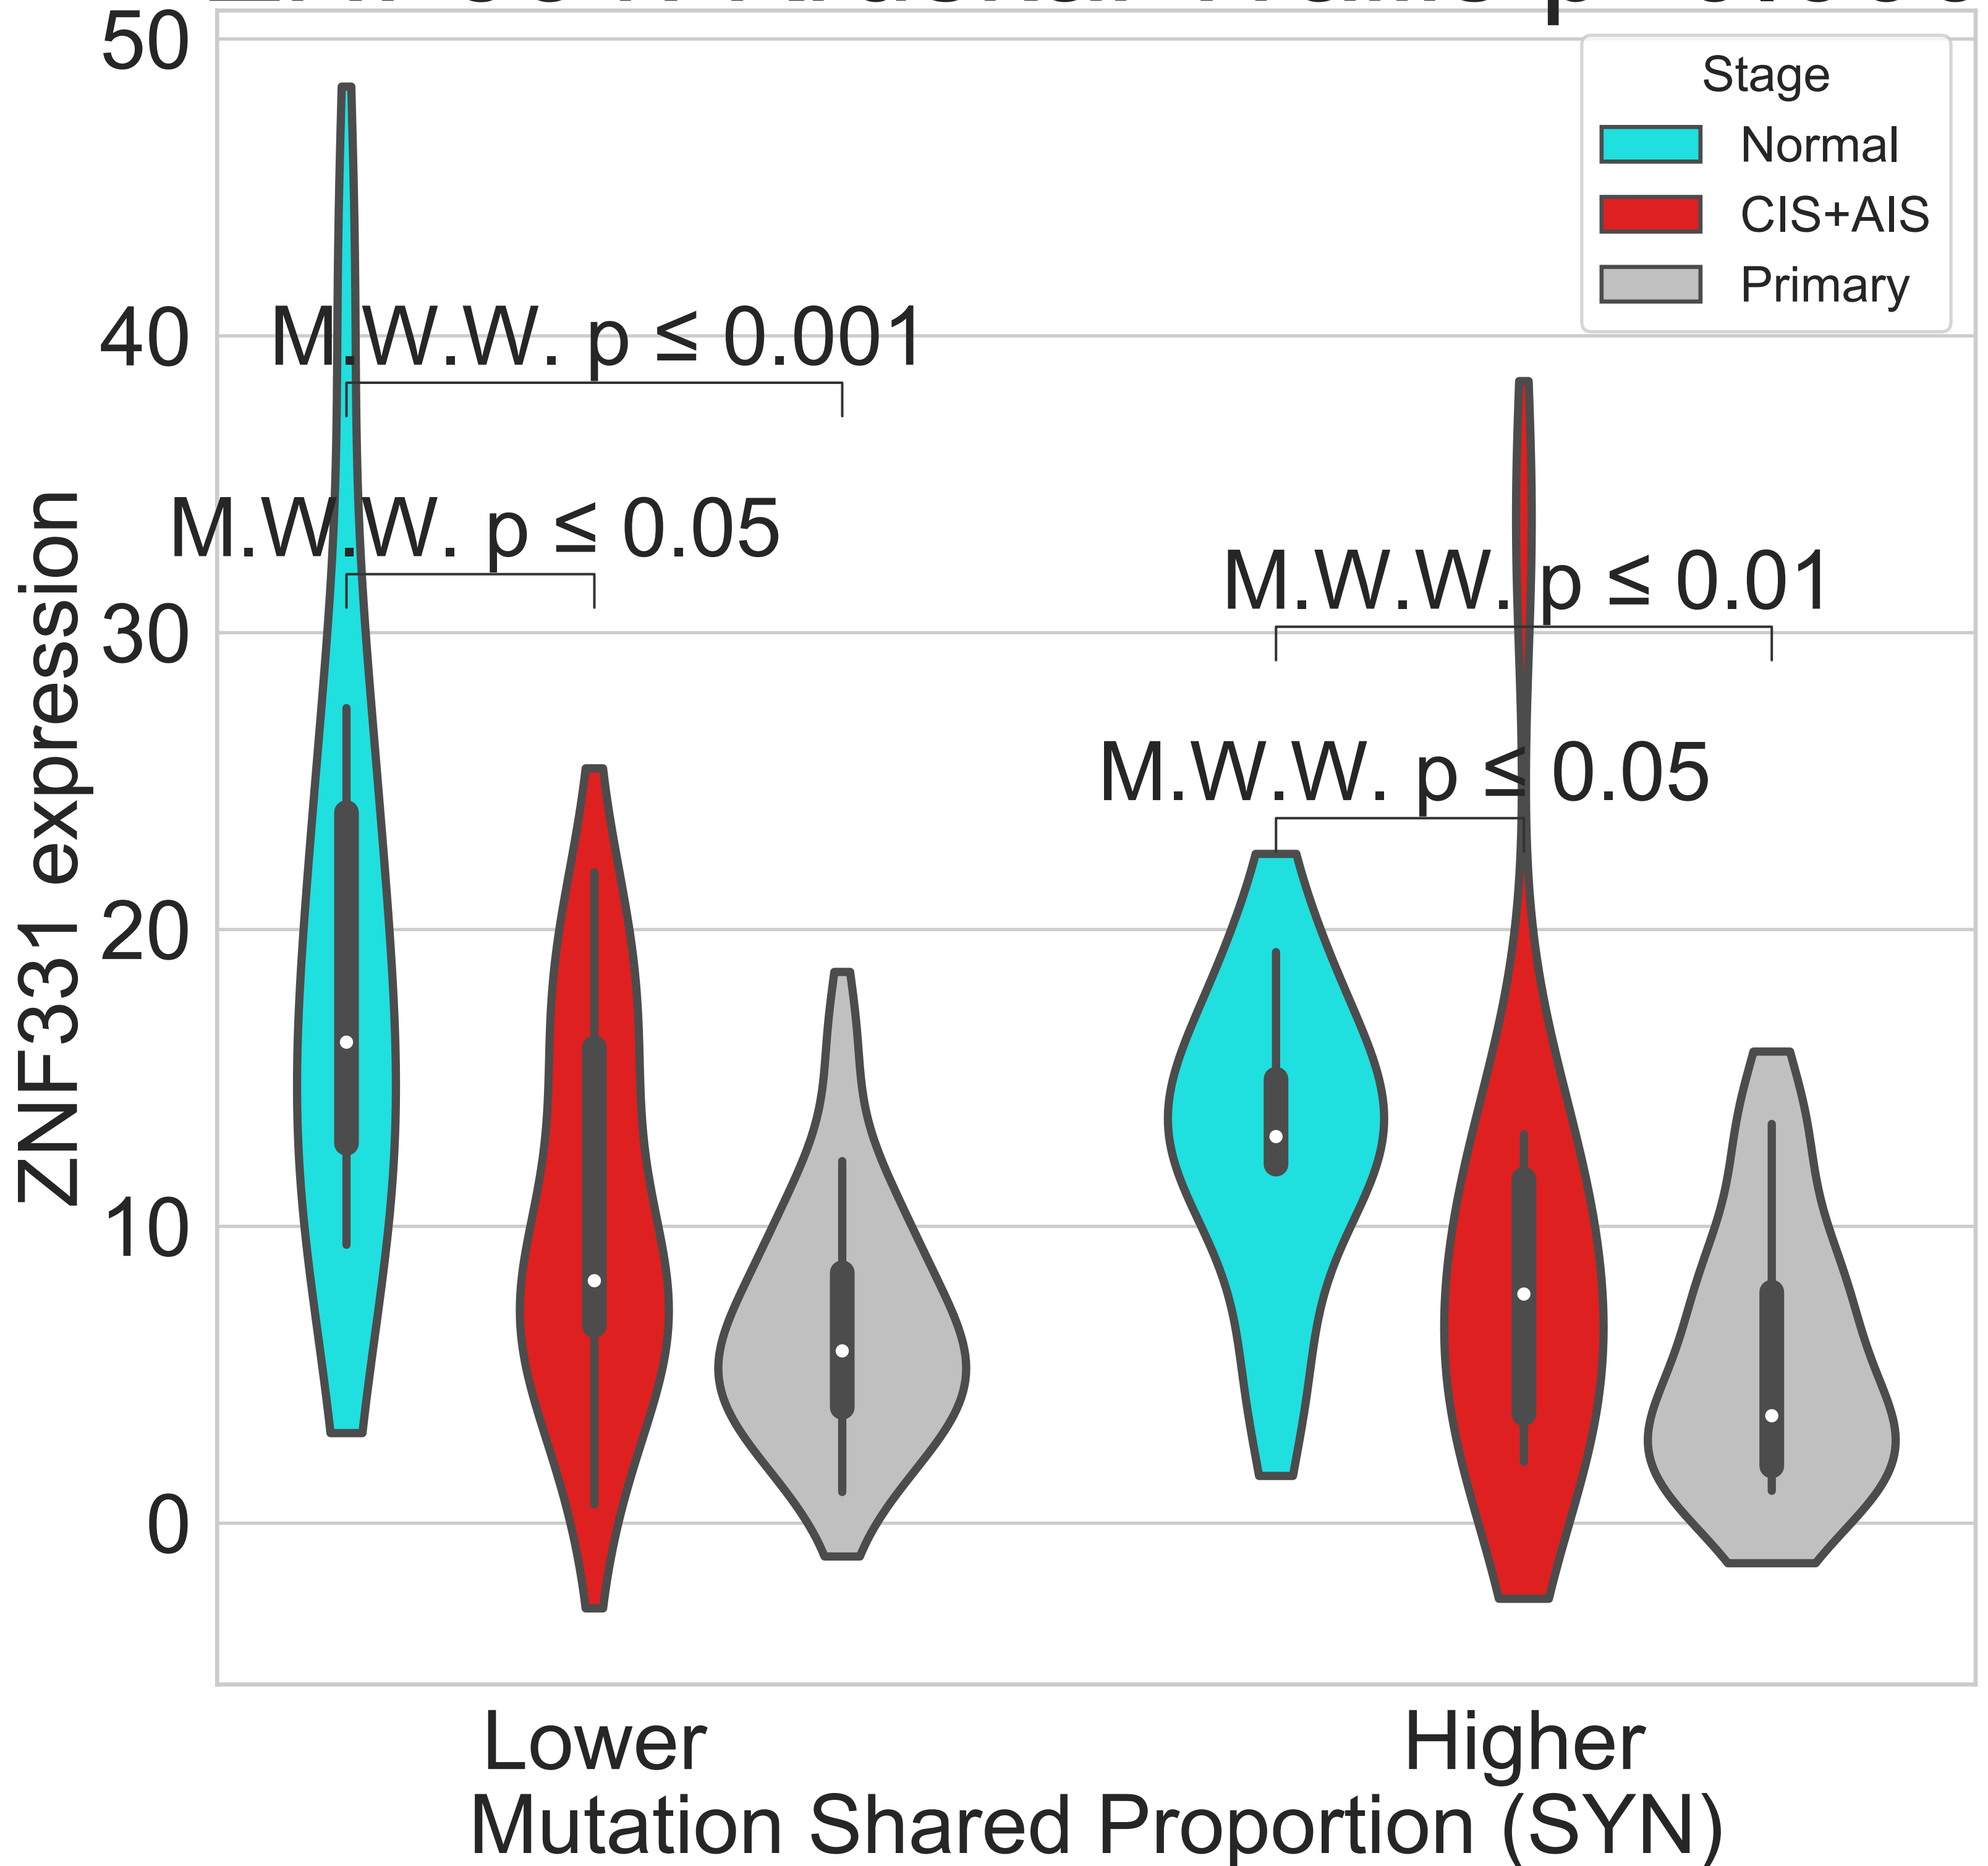 50
40
30
20
10
0
ZNF331 expression
Stage
Normal
CIS+AIS
Primary
M.W.W. p ≤ 0.001
M.W.W. p ≤ 0.05
M.W.W. p ≤ 0.01
M.W.W. p ≤ 0.05
Lower
Higher
Mutation Shared Proportion (SYN)